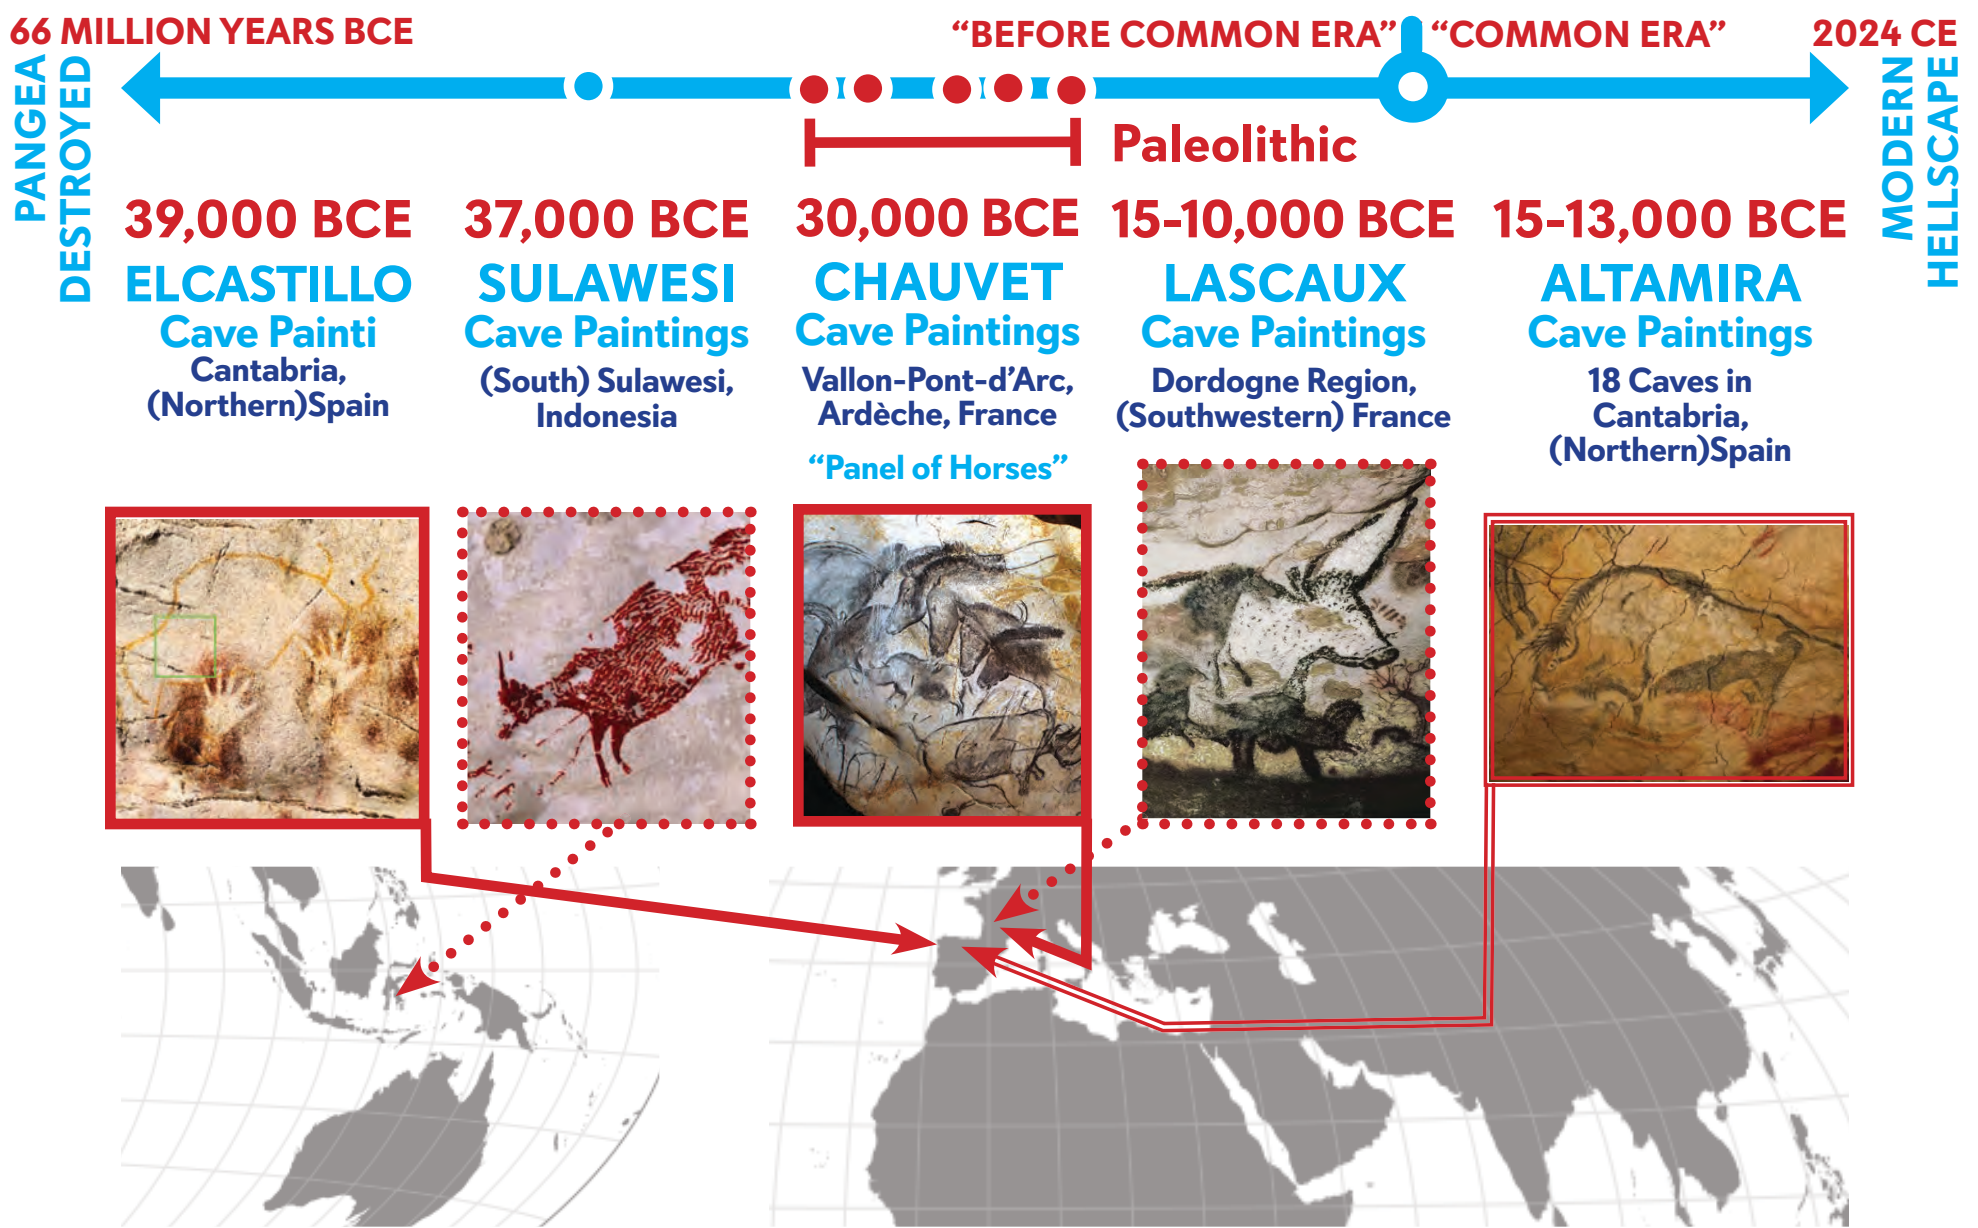 66 MILLION YEARS BCE
"BEFORE COMMON ERA"
"COMMON ERA"
2024 CE
PANGEA
DESTROYED
MODERN
HELLSCAPE
Paleolithic
39,000 BCE
ELCASTILLO
Cave Painti
Cantabria,
(Northern)Spain
37,000 BCE
SULAWESI
Cave Paintings
(South) Sulawesi,
Indonesia
30,000 BCE
CHAUVET
Cave Paintings
Vallon-Pont-d’Arc,
Ardèche, France
“Panel of Horses”
15-10,000 BCE
LASCAUX
Cave Paintings
Dordogne Region,
(Southwestern) France
15-13,000 BCE
ALTAMIRA
Cave Paintings
18 Caves in
Cantabria,
(Northern)Spain